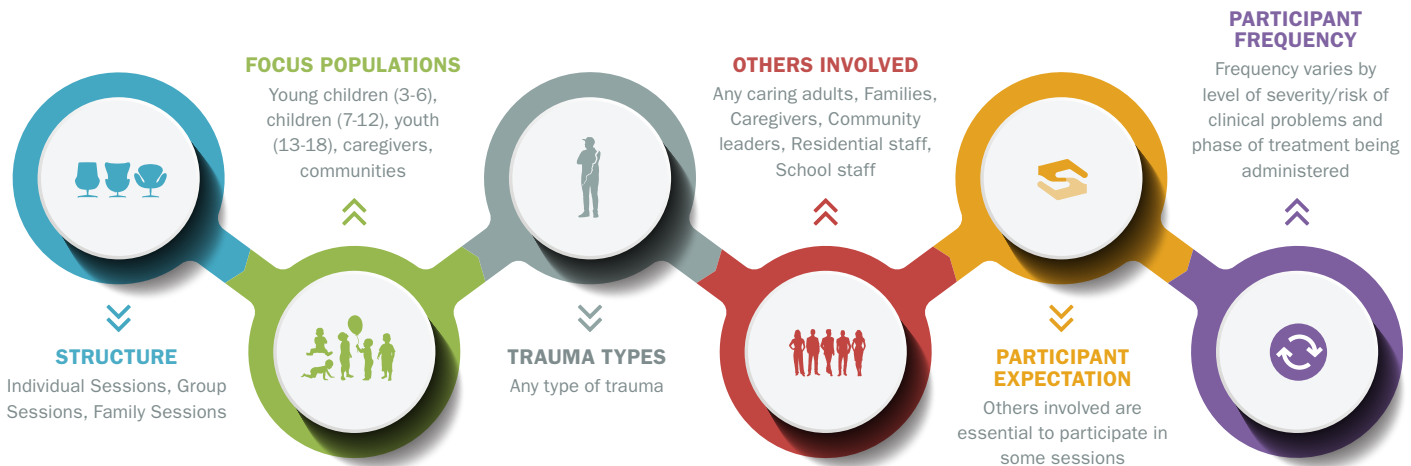 STRUCTURE
Individual Sessions, Group
Sessions, Family Sessions
FOCUS POPULATIONS
Young children (3-6),
children (7-12), youth
(13-18), caregivers,
communities
TRAUMA TYPES
Any type of trauma
OTHERS INVOLVED
Any caring adults, Families,
Caregivers, Community
leaders, Residential staff,
School staff
PARTICIPANT
EXPECTATION
Others involved are
essential to participate in
some sessions
PARTICIPANT
FREQUENCY
Frequency varies by
level of severity/risk of
clinical problems and
phase of treatment being
administered